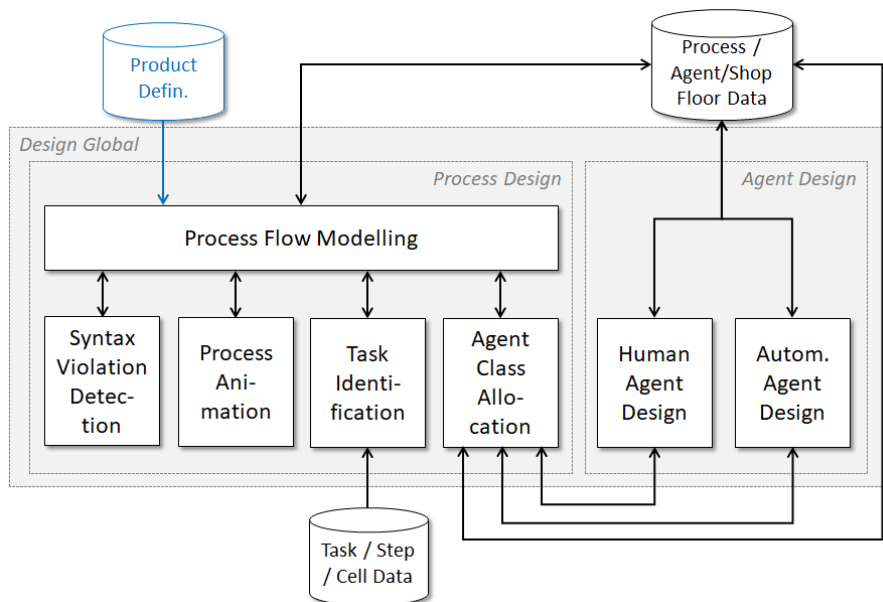 Product
Defin.
Process /
Agent/Shop
Floor Data
Design Global
Process Design
Agent Design
Process Flow Modelling
Syntax
Violation
Detec-
tion
Process
Ani-
mation
Task
Identi-
fication
Agent
Class
Allo-
cation
Human
Agent
Design
Autom.
Agent
Design
Task / Step
/ Cell Data